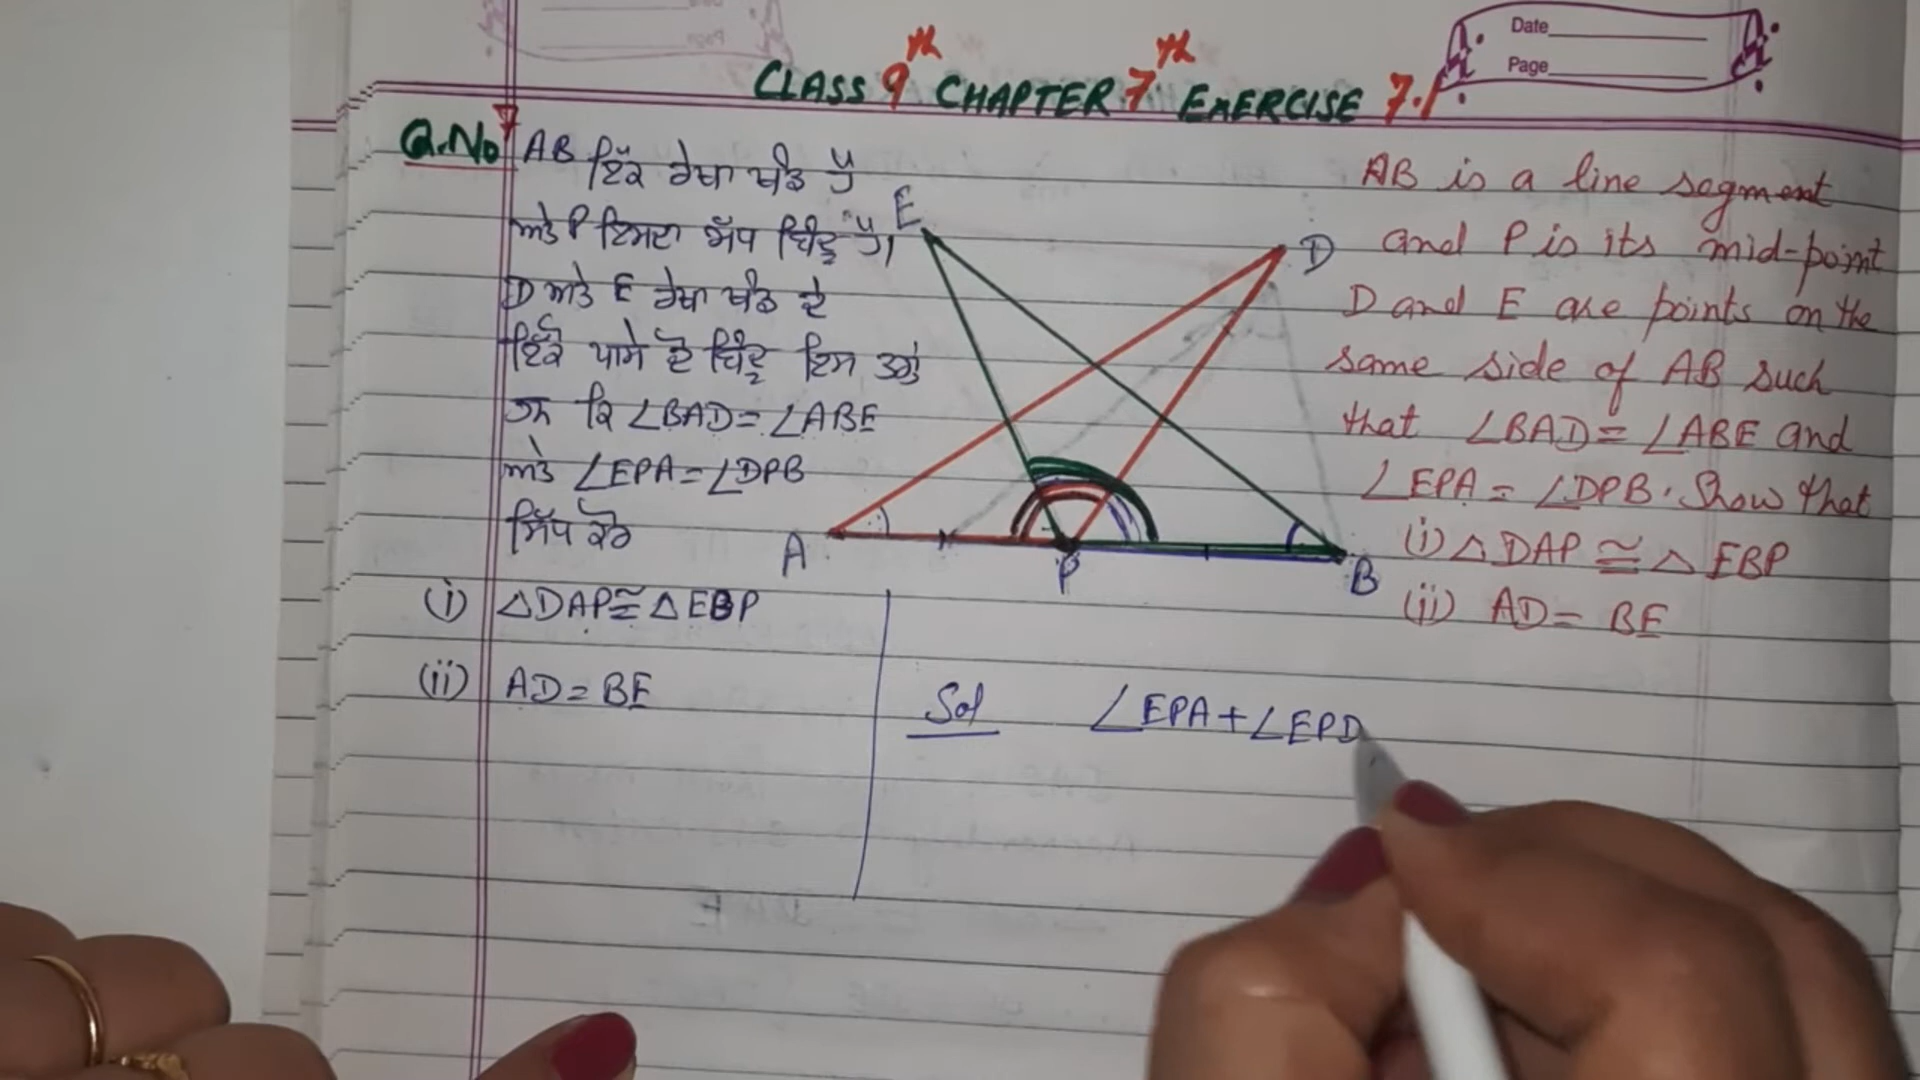 Date
Page
CLASS 9th CHAPTER 7th EXERCISE 7.1
Q.No 7
AB ਇੱਕ ਰੇਖਾ ਖੰਡ ਹੈ
ਅਤੇ P ਇਸਦਾ ਮੱਧ ਬਿੰਦੂ ਹੈ।
D ਅਤੇ E ਰੇਖਾ ਖੰਡ ਦੇ
ਇੱਕੋ ਪਾਸੇ ਦੋ ਬਿੰਦੂ ਇਸ ਤਰ੍ਹਾਂ
ਹਨ ਕਿ ∠BAD = ∠ABE
ਅਤੇ ∠EPA = ∠DPB
ਸਿੱਧ ਕਰੋ
(i) △DAP ≅ △EBP
(ii) AD = BE
E
D
A
P
B
AB is a line segment
and P is its mid-point
D and E are points on the
same side of AB such
that ∠BAD = ∠ABE and
∠EPA = ∠DPB. Show that
(i) △DAP ≅ △EBP
(ii) AD = BE
Sol ∠EPA + ∠EPD